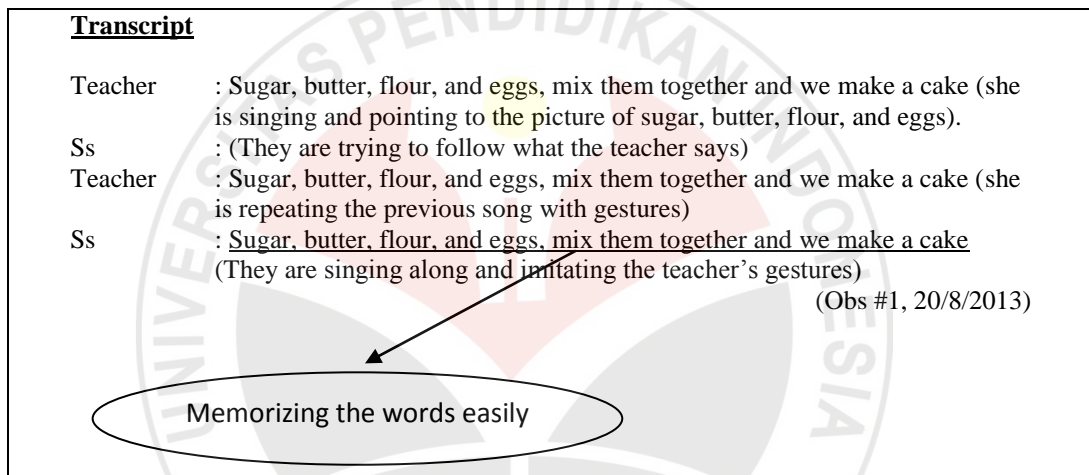 Transcript
Teacher : Sugar, butter, flour, and eggs, mix them together and we make a cake (she
is singing and pointing to the picture of sugar, butter, flour, and eggs).
Ss : (They are trying to follow what the teacher says)
Teacher : Sugar, butter, flour, and eggs, mix them together and we make a cake (she
is repeating the previous song with gestures)
Ss : Sugar, butter, flour, and eggs, mix them together and we make a cake
(They are singing along and imitating the teacher's gestures)
(Obs #1, 20/8/2013)
Memorizing the words easily
UNIVERSITAS PENDIDIKAN INDONESIA